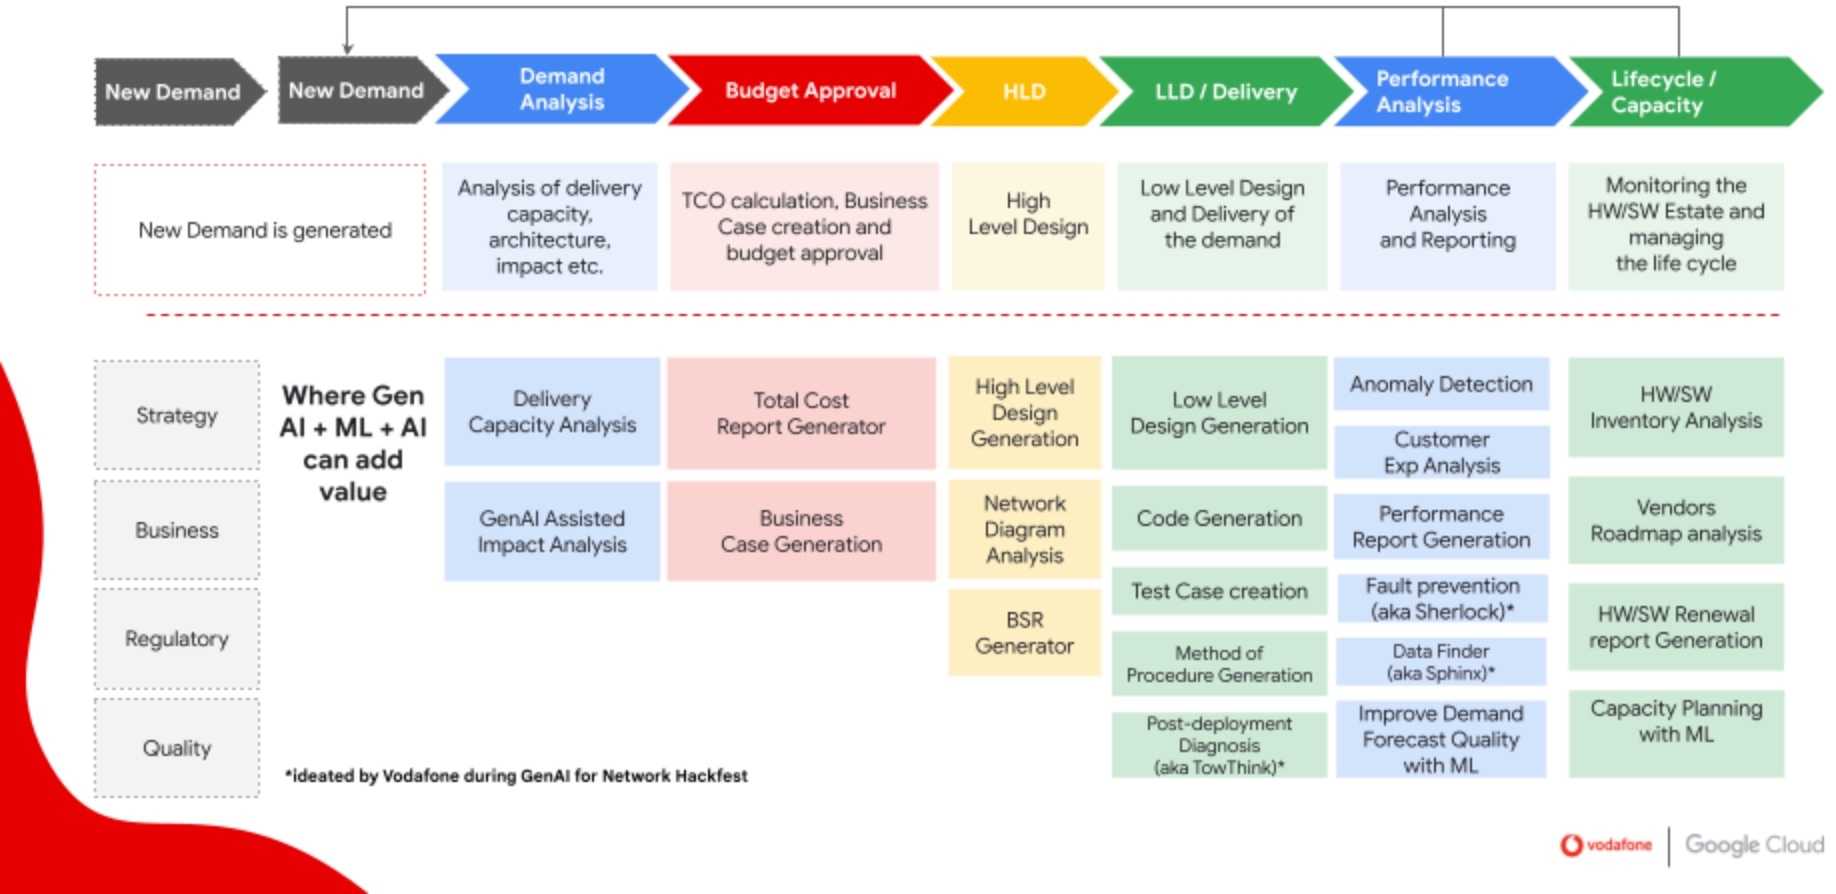 New Demand
New Demand
Demand
Analysis
Budget Approval
HLD
LLD / Delivery
Performance
Analysis
Lifecycle /
Capacity
New Demand is generated
Analysis of delivery
capacity,
architecture,
impact etc.
TCO calculation, Business
Case creation and
budget approval
High
Level Design
Low Level Design
and Delivery of
the demand
Performance
Analysis
and Reporting
Monitoring the
HW/SW Estate and
managing
the life cycle
Strategy
Business
Regulatory
Quality
Where Gen
AI + ML + AI
can add
value
Delivery
Capacity Analysis
GenAI Assisted
Impact Analysis
Total Cost
Report Generator
Business
Case Generation
High Level
Design
Generation
Network
Diagram
Analysis
BSR
Generator
Low Level
Design Generation
Code Generation
Test Case creation
Method of
Procedure Generation
Post-deployment
Diagnosis
(aka TowThink)*
Anomaly Detection
Customer
Exp Analysis
Performance
Report Generation
Fault prevention
(aka Sherlock)*
Data Finder
(aka Sphinx)*
Improve Demand
Forecast Quality
with ML
HW/SW
Inventory Analysis
Vendors
Roadmap analysis
HW/SW Renewal
report Generation
Capacity Planning
with ML
*ideated by Vodafone during GenAI for Network Hackfest
vodafone
Google Cloud